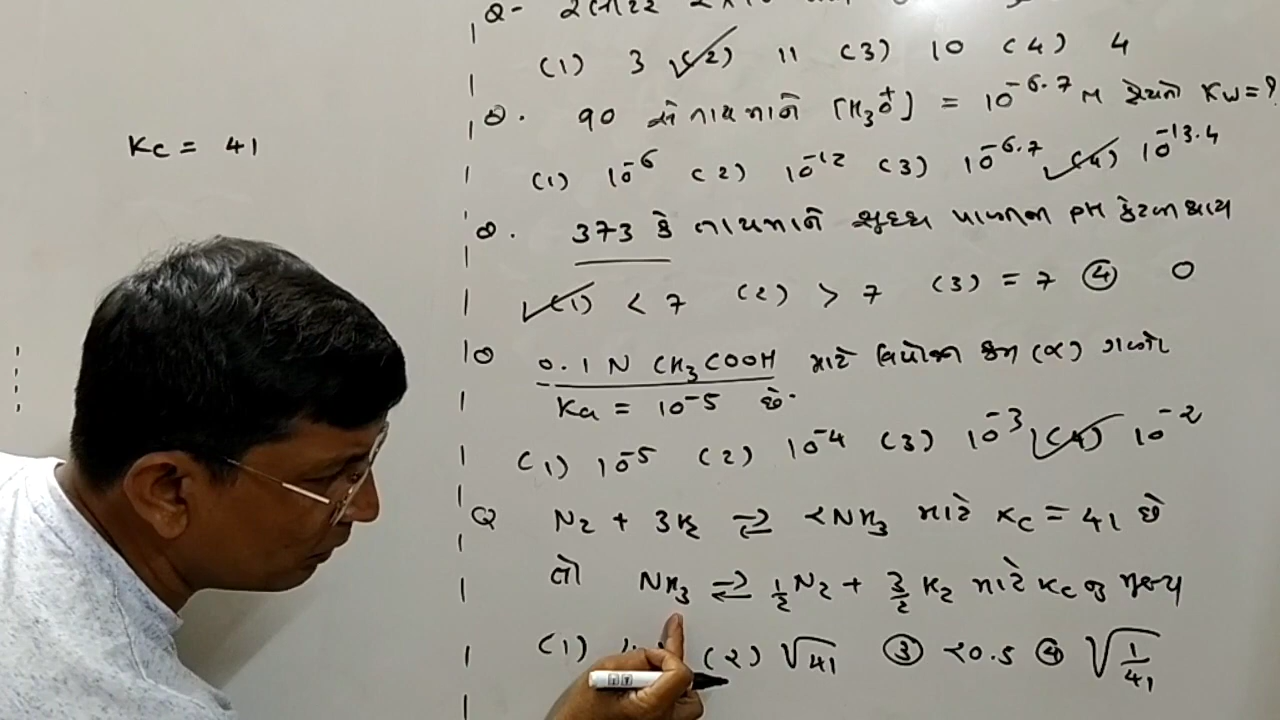 Q-
(1) 3 (2) 11 (3) 10 (4) 4
Q. 90 સે તાપમાને [H₃O⁺] = 10⁻⁶·⁷ M હોય તો Kw = ?
(1) 10⁻⁶ (2) 10⁻¹² (3) 10⁻⁶·⁷ (4) 10⁻¹³·⁴
Q. 373 કે તાપમાને શુદ્ધ પાણીના PH કેટલા થાય
(1) < 7 (2) > 7 (3) = 7 ④ 0
Q 0.1 N CH₃COOH માટે વિયોજન અંશ (α) ગણો
Ka = 10⁻⁵ છે.
(1) 10⁻⁵ (2) 10⁻⁴ (3) 10⁻³ (4) 10⁻²
Q N₂ + 3H₂ ⇌ 2NH₃ માટે Kc = 41 છે
તો NH₃ ⇌ ½N₂ + 3/2 H₂ માટે Kc નુ મૂલ્ય
(1) (2) √41 ③ 20.5 ④ √(1/41)
Kc = 41